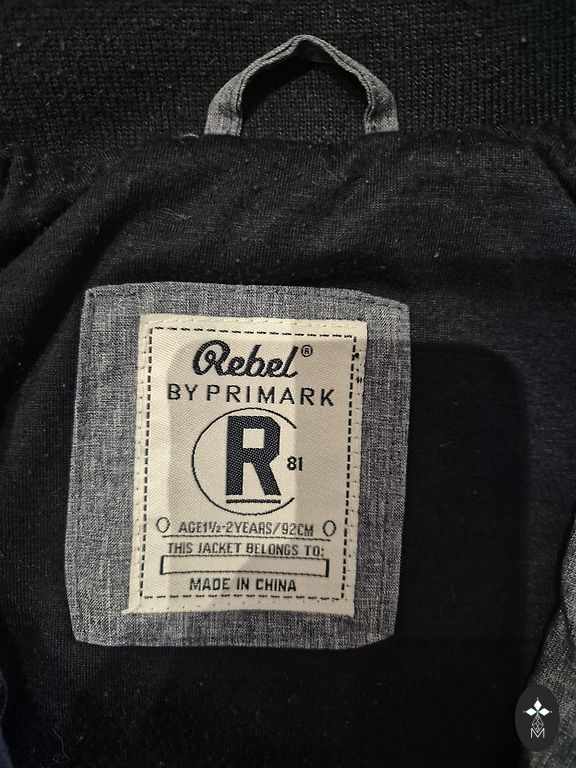 Rebel®
BY PRIMARK
R
81
AGE1½-2YEARS/92CM
THIS JACKET BELONGS TO:
MADE IN CHINA
M